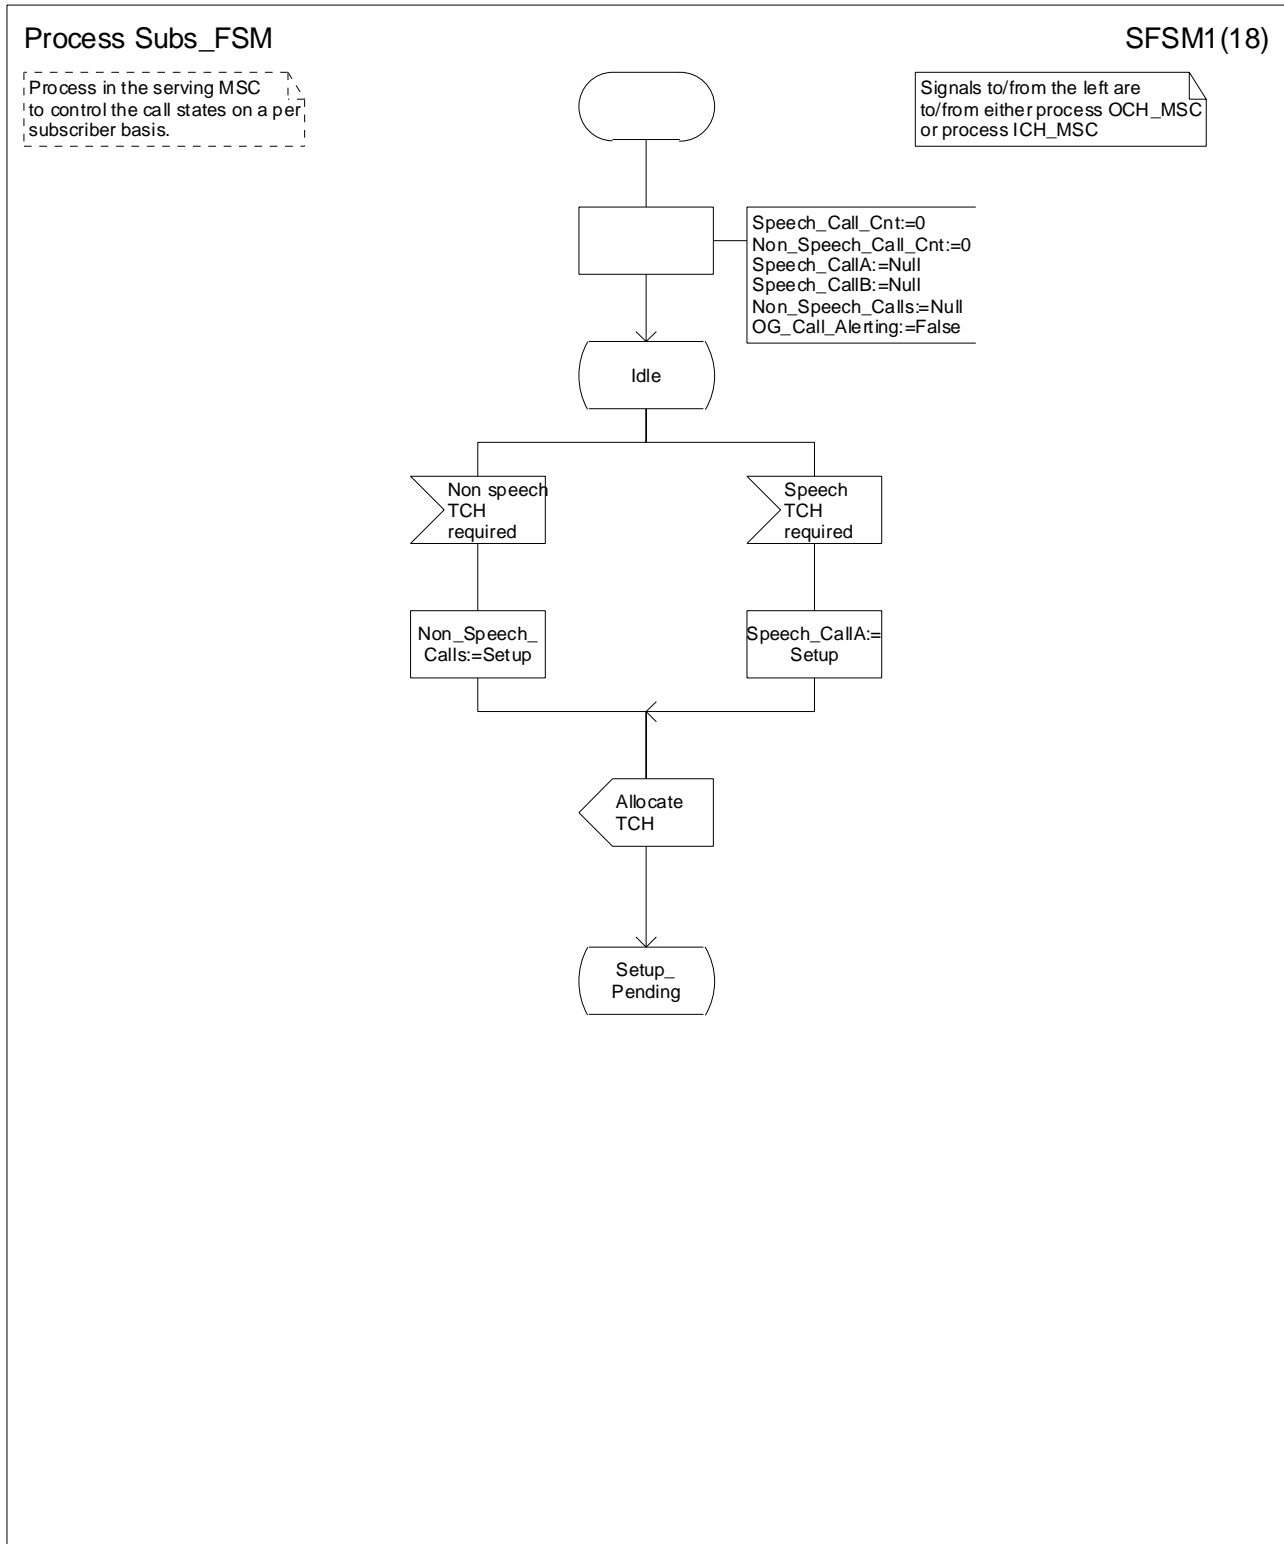 Process Subs_FSM
SFSM1(18)
Process in the serving MSC
to control the call states on a per
subscriber basis.
Signals to/from the left are
to/from either process OCH_MSC
or process ICH_MSC
Speech_Call_Cnt:=0
Non_Speech_Call_Cnt:=0
Speech_CallA:=Null
Speech_CallB:=Null
Non_Speech_Calls:=Null
OG_Call_Alerting:=False
Idle
Non speech
TCH
required
Speech
TCH
required
Non_Speech_
Calls:=Setup
Speech_CallA:=
Setup
Allocate
TCH
Setup_
Pending